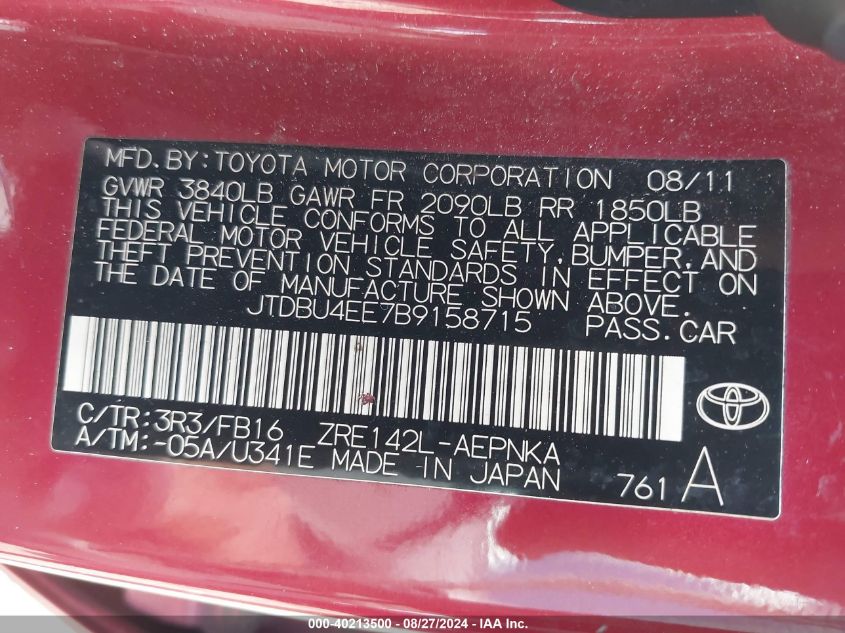 MFD.BY:TOYOTA MOTOR CORPORATION 08/11
GVWR 3840LB GAWR FR 2090LB RR 1850LB
THIS VEHICLE CONFORMS TO ALL APPLICABLE
FEDERAL MOTOR VEHICLE SAFETY,BUMPER,AND
THEFT PREVENTION STANDARDS IN EFFECT ON
THE DATE OF MANUFACTURE SHOWN ABOVE.
JTDBU4EE7B9158715 PASS.CAR
C/TR:3R3/FB16 ZRE142L-AEPNKA
A/TM:-05A/U341E MADE IN JAPAN
761 A
000-40213500 - 08/27/2024 - IAA Inc.